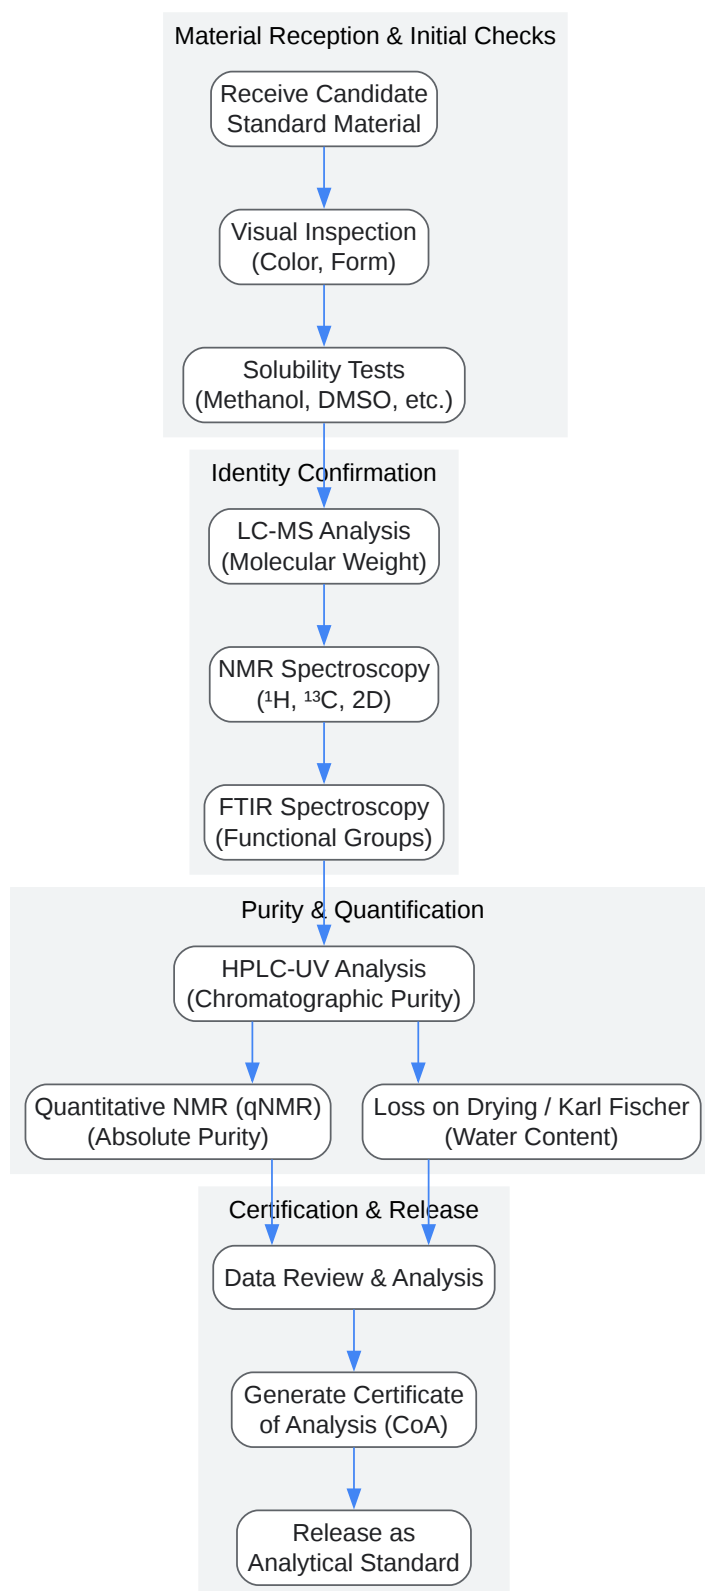 Material Reception & Initial Checks
Receive Candidate
Standard Material
Visual Inspection
(Color, Form)
Solubility Tests
(Methanol, DMSO, etc.)
Identity Confirmation
LC-MS Analysis
(Molecular Weight)
NMR Spectroscopy
(¹H, ¹³C, 2D)
FTIR Spectroscopy
(Functional Groups)
Purity & Quantification
HPLC-UV Analysis
(Chromatographic Purity)
Quantitative NMR (qNMR)
(Absolute Purity)
Loss on Drying / Karl Fischer
(Water Content)
Certification & Release
Data Review & Analysis
Generate Certificate
of Analysis (CoA)
Release as
Analytical Standard